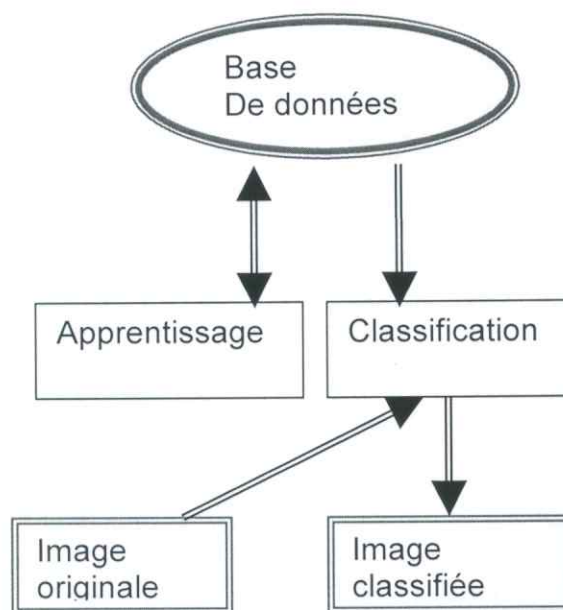 Base
De données
Apprentissage
Classification
Image
originale
Image
classifiée